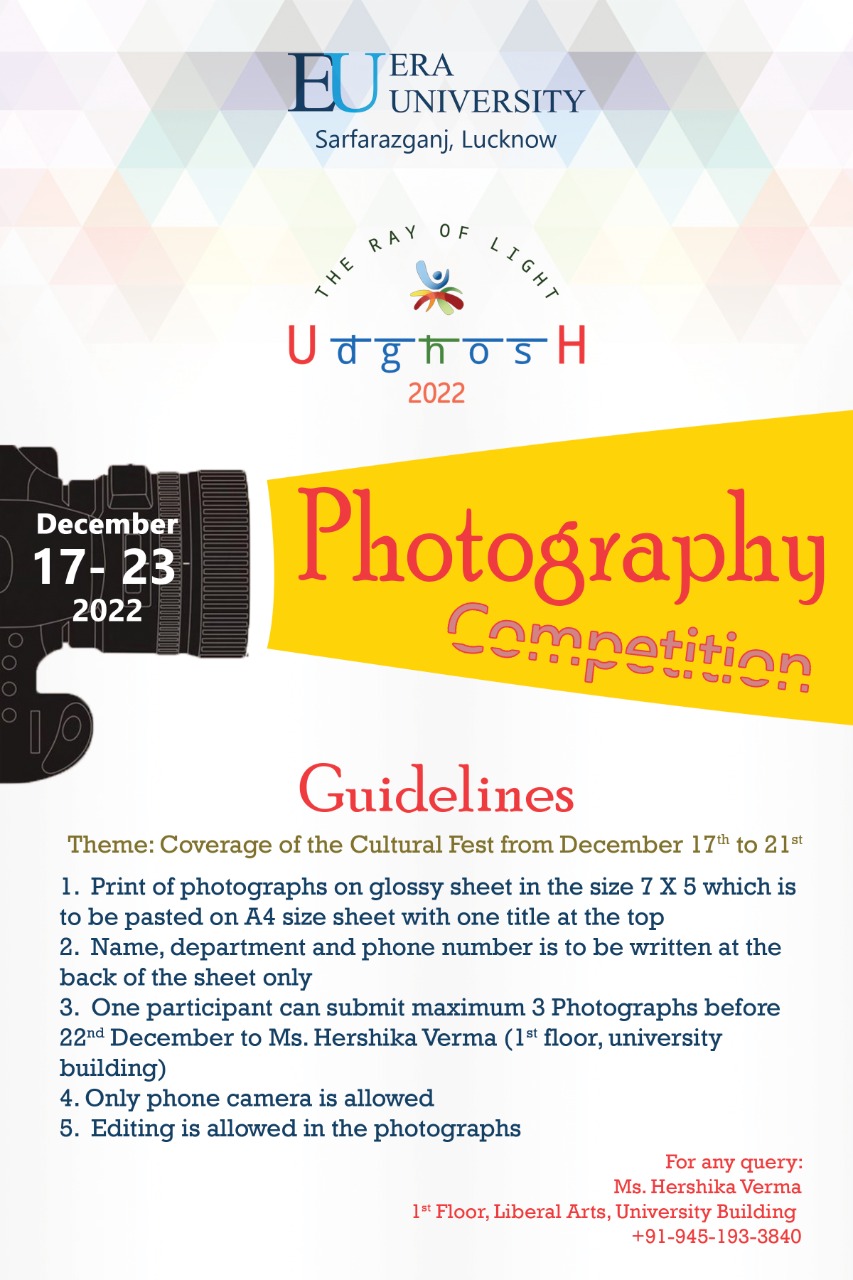 EU ERA
UNIVERSITY
Sarfarazganj, Lucknow
THE RAY OF LIGHT
UdghosH
2022
December
17- 23
2022
Photography
Competition
Guidelines
Theme: Coverage of the Cultural Fest from December 17th to 21st
1. Print of photographs on glossy sheet in the size 7 X 5 which is
to be pasted on A4 size sheet with one title at the top
2. Name, department and phone number is to be written at the
back of the sheet only
3. One participant can submit maximum 3 Photographs before
22nd December to Ms. Hershika Verma (1st floor, university
building)
4. Only phone camera is allowed
5. Editing is allowed in the photographs
For any query:
Ms. Hershika Verma
1st Floor, Liberal Arts, University Building
+91-945-193-3840